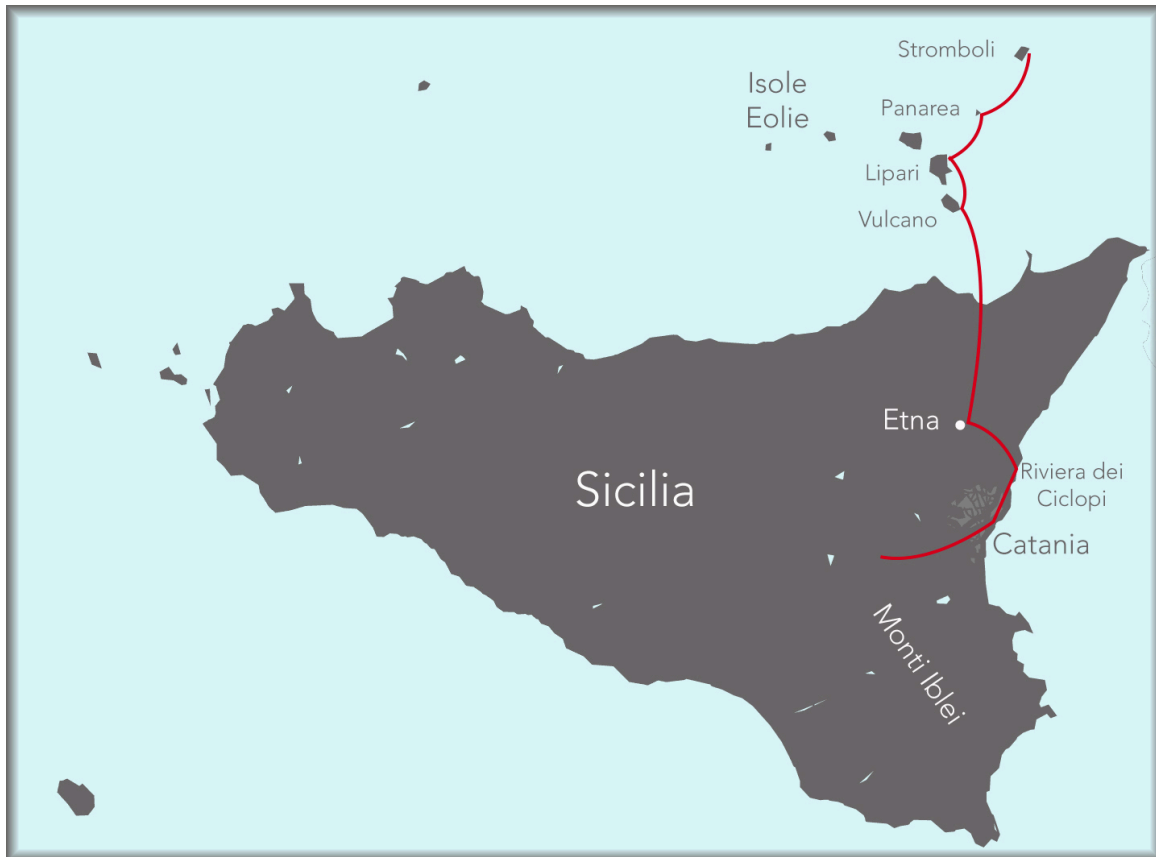 Stromboli
Isole
Eolie
Panarea
Lipari
Vulcano
Etna
Sicilia
Riviera dei
Ciclopi
Catania
Monti Iblei